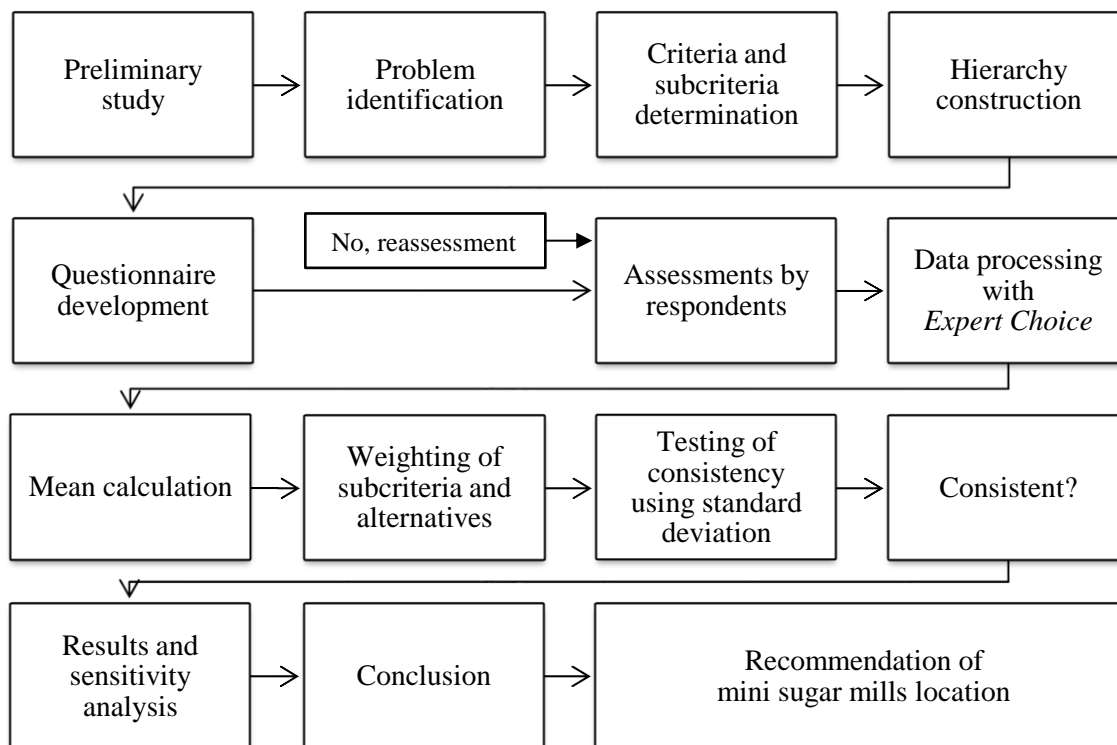 Preliminary
study
Problem
identification
Criteria and
subcriteria
determination
Hierarchy
construction
Questionnaire
development
No, reassessment
Assessments by
respondents
Data processing
with
Expert Choice
Mean calculation
Weighting of
subcriteria and
alternatives
Testing of
consistency
using standard
deviation
Consistent?
Results and
sensitivity
analysis
Conclusion
Recommendation of
mini sugar mills location